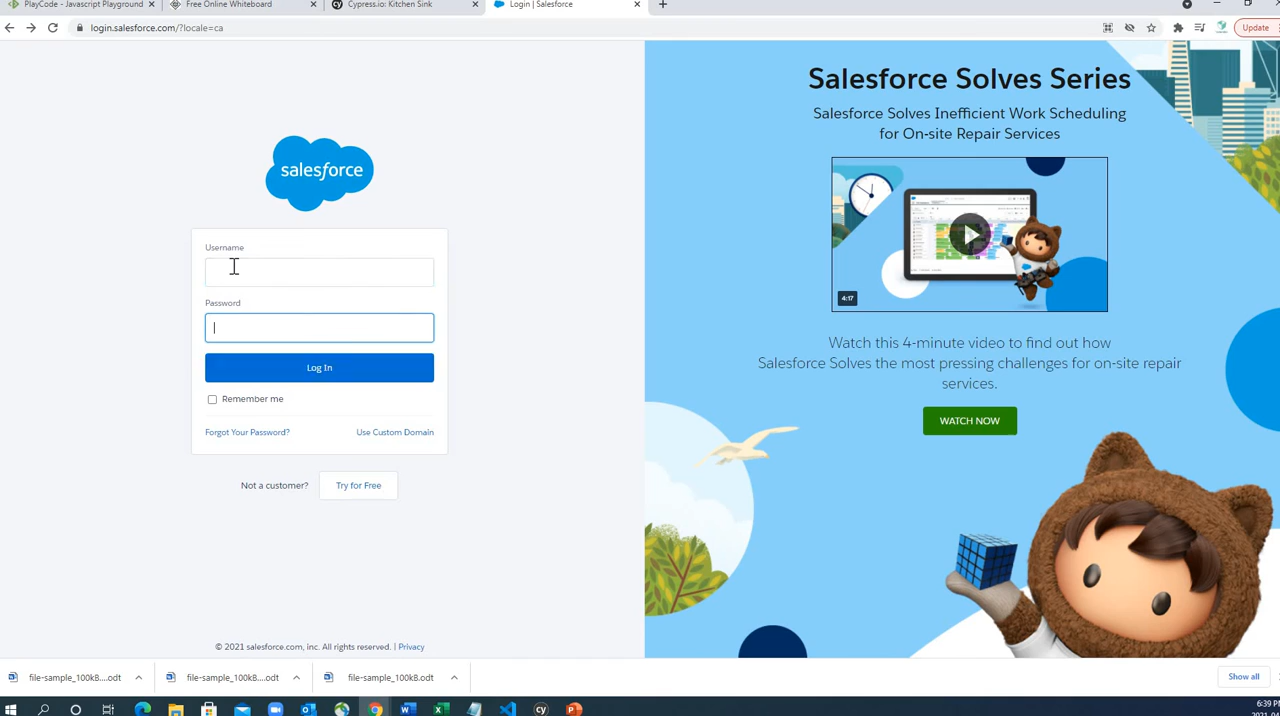 PlayCode - Javascript Playground
Free Online Whiteboard
Cypress.io: Kitchen Sink
Login | Salesforce
login.salesforce.com/?locale=ca
Update
salesforce
Username
Password
Log In
Remember me
Forgot Your Password?
Use Custom Domain
Not a customer?
Try for Free
© 2021 salesforce.com, inc. All rights reserved. | Privacy
Salesforce Solves Series
Salesforce Solves Inefficient Work Scheduling
for On-site Repair Services
4:17
Watch this 4-minute video to find out how
Salesforce Solves the most pressing challenges for on-site repair
services.
WATCH NOW
file-sample_100kB....odt
file-sample_100kB....odt
file-sample_100kB....odt
Show all
6:39 PM